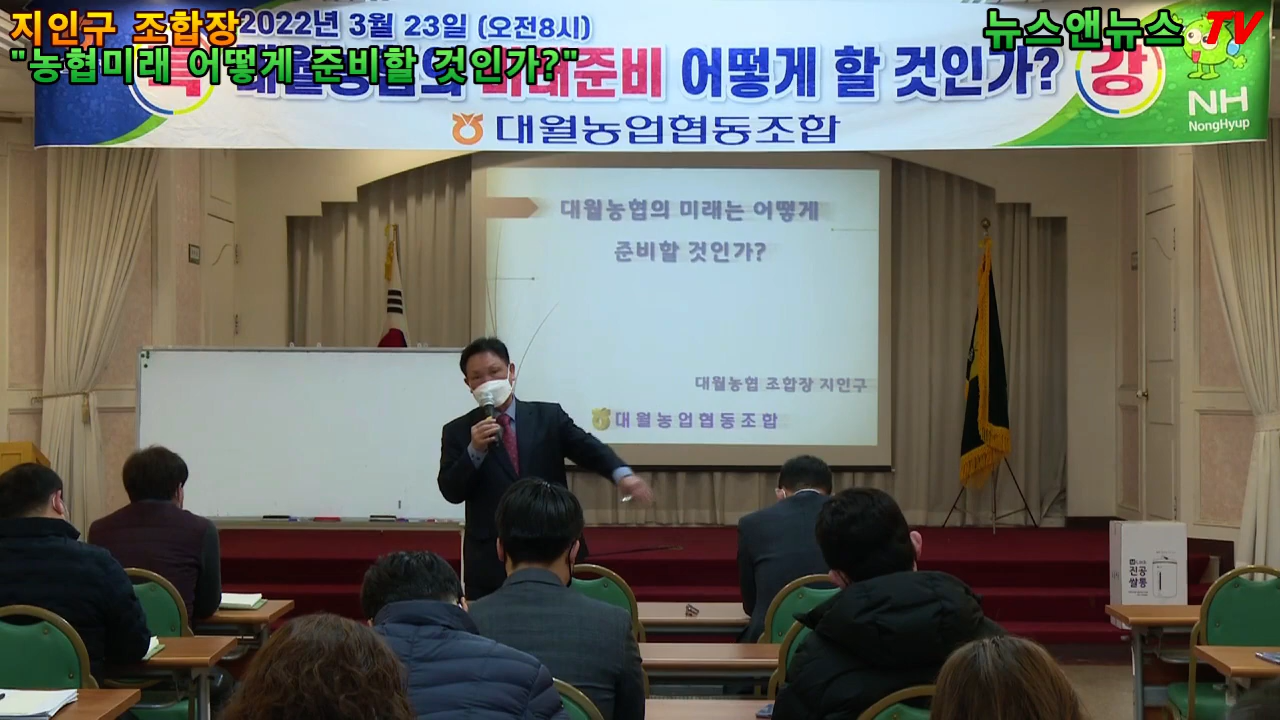 지인구 조합장
"농협미래 어떻게 준비할 것인가?"
뉴스앤뉴스 TV
2022년 3월 23일 (오전8시)
준비 어떻게 할 것인가? 강
대월농업협동조합
NH
NongHyup
대월농협의 미래는 어떻게
준비할 것인가?
대월농협 조합장 지인구
대월농업협동조합
진공
쌀통